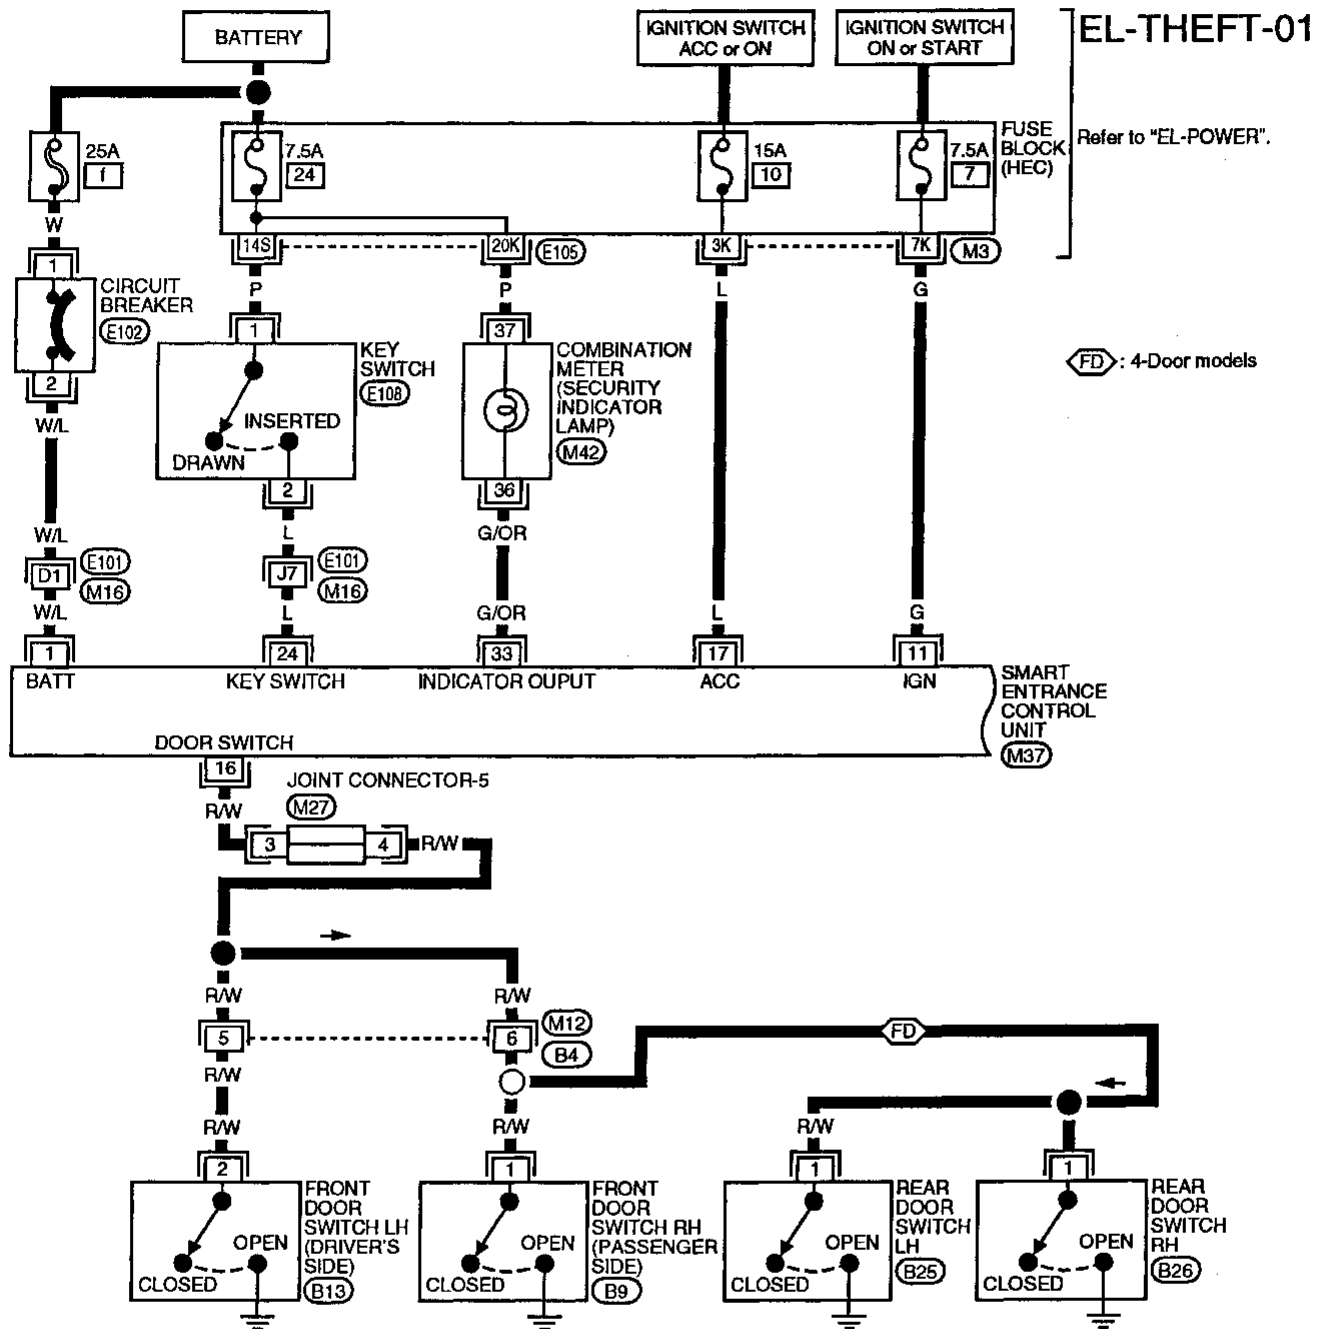 EL-THEFT-01
BATTERY
IGNITION SWITCH
ACC or ON
IGNITION SWITCH
ON or START
FUSE
BLOCK
(HEC)
Refer to "EL-POWER".
25A
f
7.5A
24
15A
10
7.5A
7
W
14S
20K
E105
3K
7K
M3
1
P
P
L
G
CIRCUIT
BREAKER
E102
1
37
2
KEY
SWITCH
E108
COMBINATION
METER
(SECURITY
INDICATOR
LAMP)
M42
FD : 4-Door models
INSERTED
DRAWN
W/L
2
36
L
G/OR
W/L
D1
E101
M16
J7
E101
M16
W/L
L
G/OR
L
G
1
24
33
17
11
BATT
KEY SWITCH
INDICATOR OUPUT
ACC
IGN
SMART
ENTRANCE
CONTROL
UNIT
M37
DOOR SWITCH
16
JOINT CONNECTOR-5
M27
R/W
3
4
R/W
R/W
R/W
5
6
M12
B4
FD
R/W
R/W
R/W
R/W
2
1
1
1
FRONT
DOOR
SWITCH LH
(DRIVER'S
SIDE)
B13
OPEN
CLOSED
FRONT
DOOR
SWITCH RH
(PASSENGER
SIDE)
B9
OPEN
CLOSED
REAR
DOOR
SWITCH
LH
B25
OPEN
CLOSED
REAR
DOOR
SWITCH
RH
B26
OPEN
CLOSED